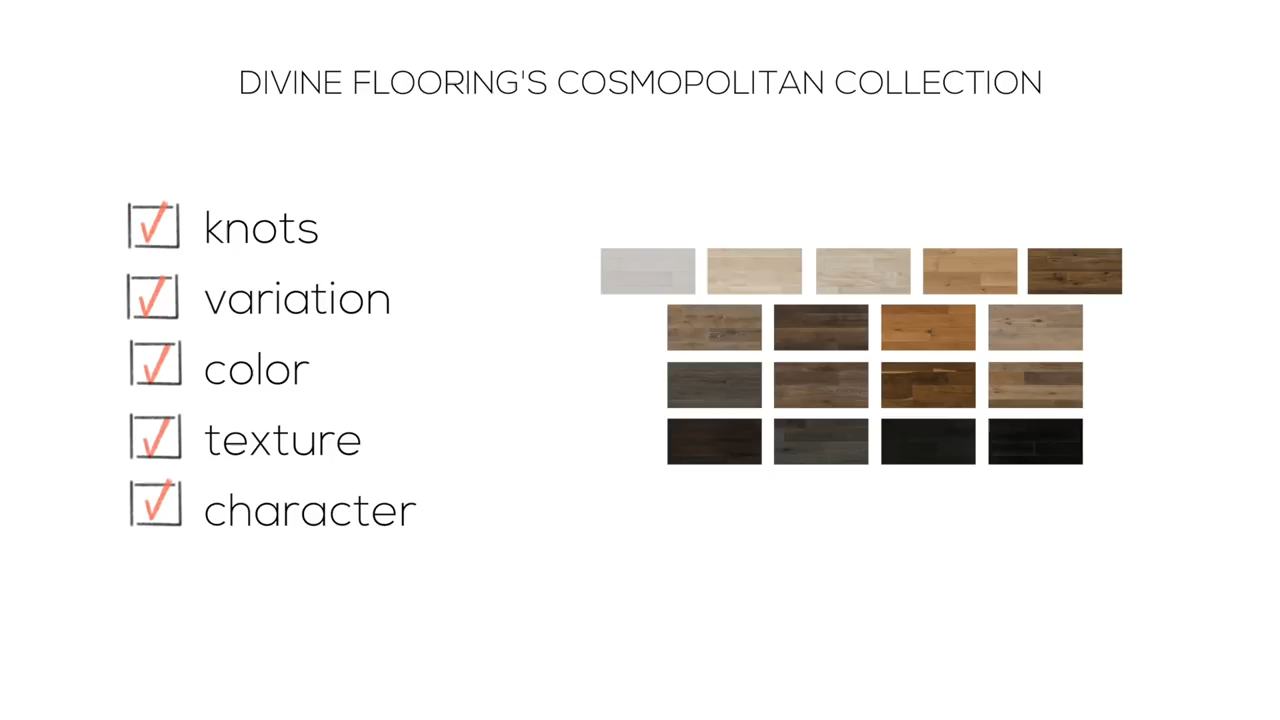 DIVINE FLOORING'S COSMOPOLITAN COLLECTION
knots
variation
color
texture
character